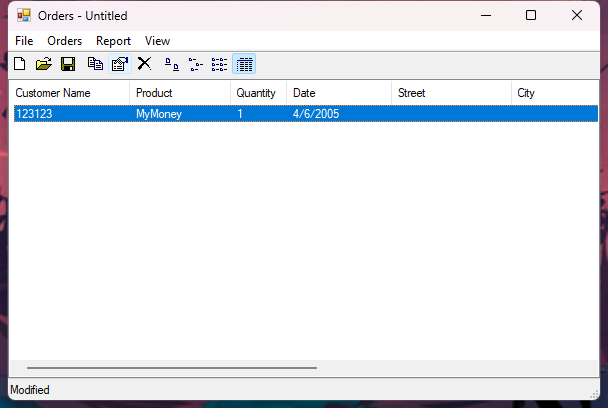 Orders - Untitled
File Orders Report View
Customer Name Product Quantity Date Street City
123123 MyMoney 1 4/6/2005
Modified